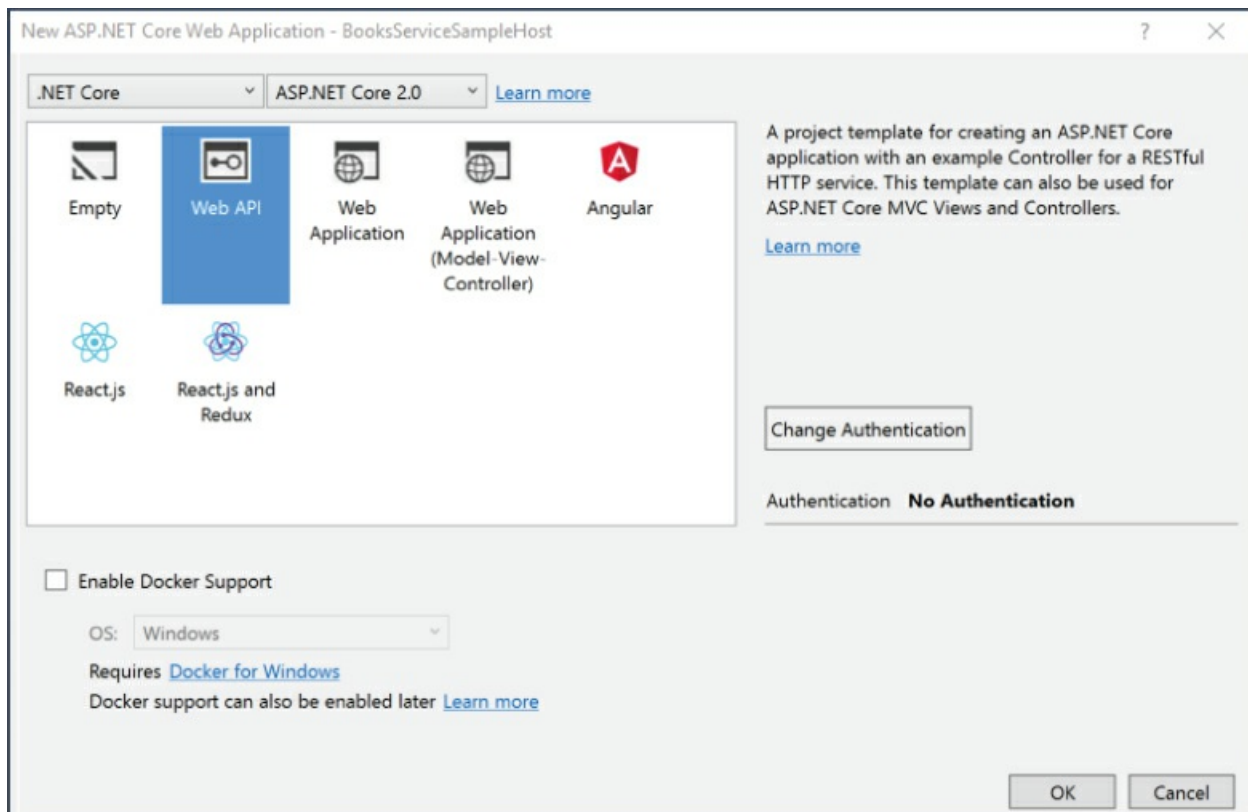 New ASP.NET Core Web Application - BooksServiceSampleHost
? ×
.NET Core
ASP.NET Core 2.0
Learn more
Empty
Web API
Web
Application
Web
Application
(Model-View-
Controller)
Angular
React.js
React.js and
Redux
A project template for creating an ASP.NET Core
application with an example Controller for a RESTful
HTTP service. This template can also be used for
ASP.NET Core MVC Views and Controllers.
Learn more
Change Authentication
Authentication No Authentication
Enable Docker Support
OS: Windows
Requires Docker for Windows
Docker support can also be enabled later Learn more
OK
Cancel